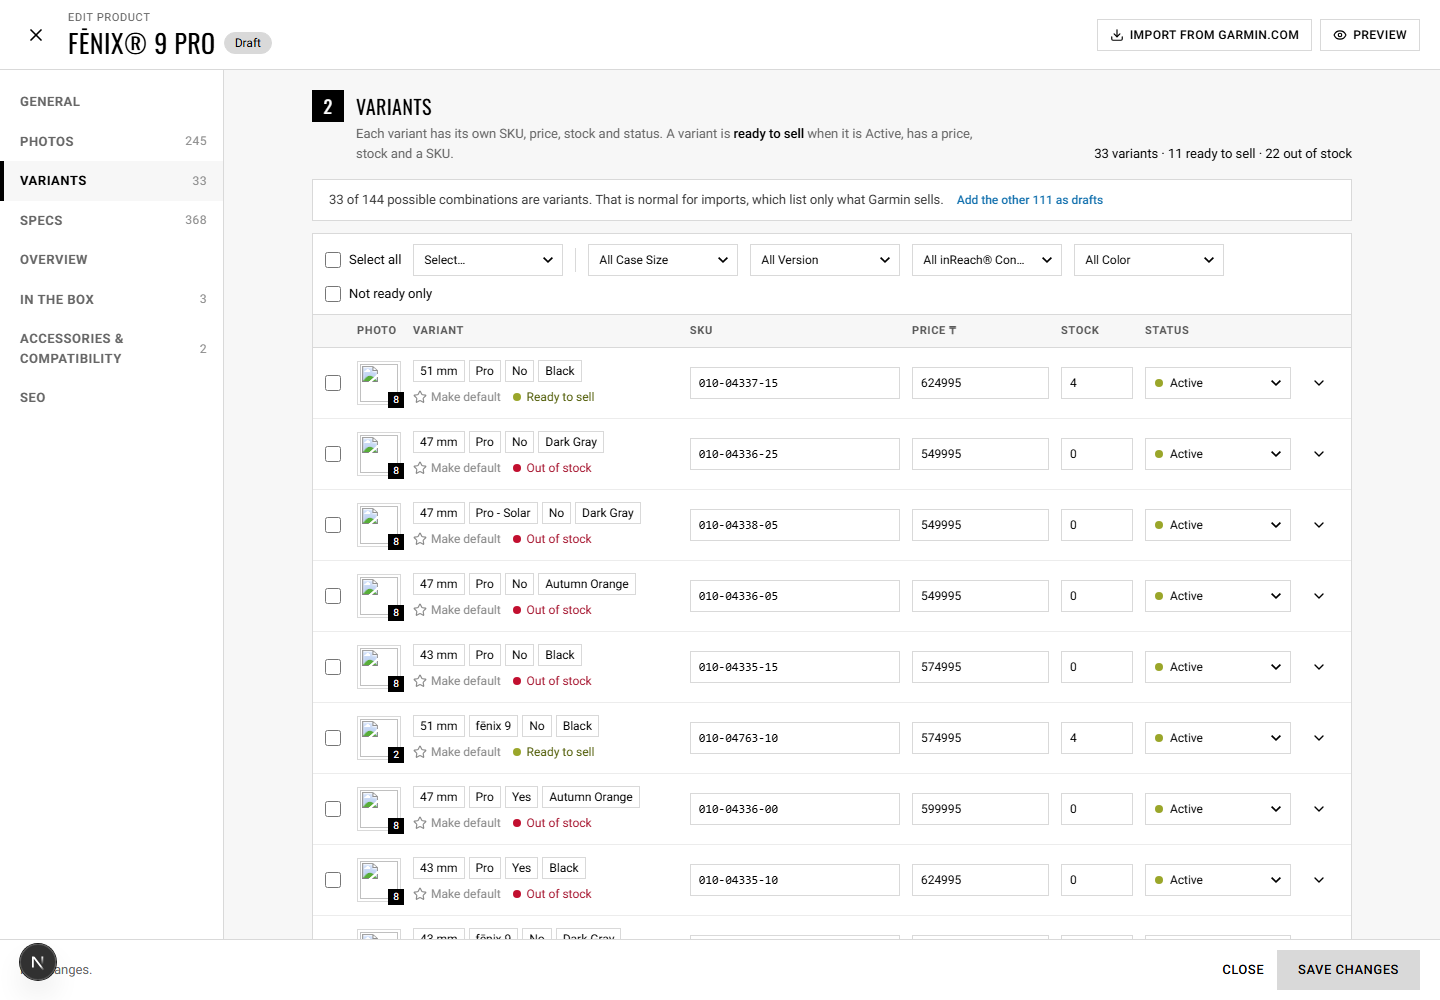 EDIT PRODUCT
FĒNIX® 9 PRO
Draft
IMPORT FROM GARMIN.COM
PREVIEW
GENERAL
PHOTOS 245
VARIANTS 33
SPECS 368
OVERVIEW
IN THE BOX 3
ACCESSORIES &
COMPATIBILITY 2
SEO
2 VARIANTS
Each variant has its own SKU, price, stock and status. A variant is ready to sell when it is Active, has a price,
stock and a SKU.
33 variants · 11 ready to sell · 22 out of stock
33 of 144 possible combinations are variants. That is normal for imports, which list only what Garmin sells. Add the other 111 as drafts
Select all Select... All Case Size All Version All inReach® Con... All Color
Not ready only
PHOTO VARIANT SKU PRICE ₸ STOCK STATUS
51 mm Pro No Black 010-04337-15 624995 4 Active
8 Make default Ready to sell
47 mm Pro No Dark Gray 010-04336-25 549995 0 Active
8 Make default Out of stock
47 mm Pro - Solar No Dark Gray 010-04338-05 549995 0 Active
8 Make default Out of stock
47 mm Pro No Autumn Orange 010-04336-05 549995 0 Active
8 Make default Out of stock
43 mm Pro No Black 010-04335-15 574995 0 Active
8 Make default Out of stock
51 mm fēnix 9 No Black 010-04763-10 574995 4 Active
2 Make default Ready to sell
47 mm Pro Yes Autumn Orange 010-04336-00 599995 0 Active
8 Make default Out of stock
43 mm Pro Yes Black 010-04335-10 624995 0 Active
8 Make default Out of stock
43 mm fēnix 9 No Dark Gray
N
anges.
CLOSE
SAVE CHANGES